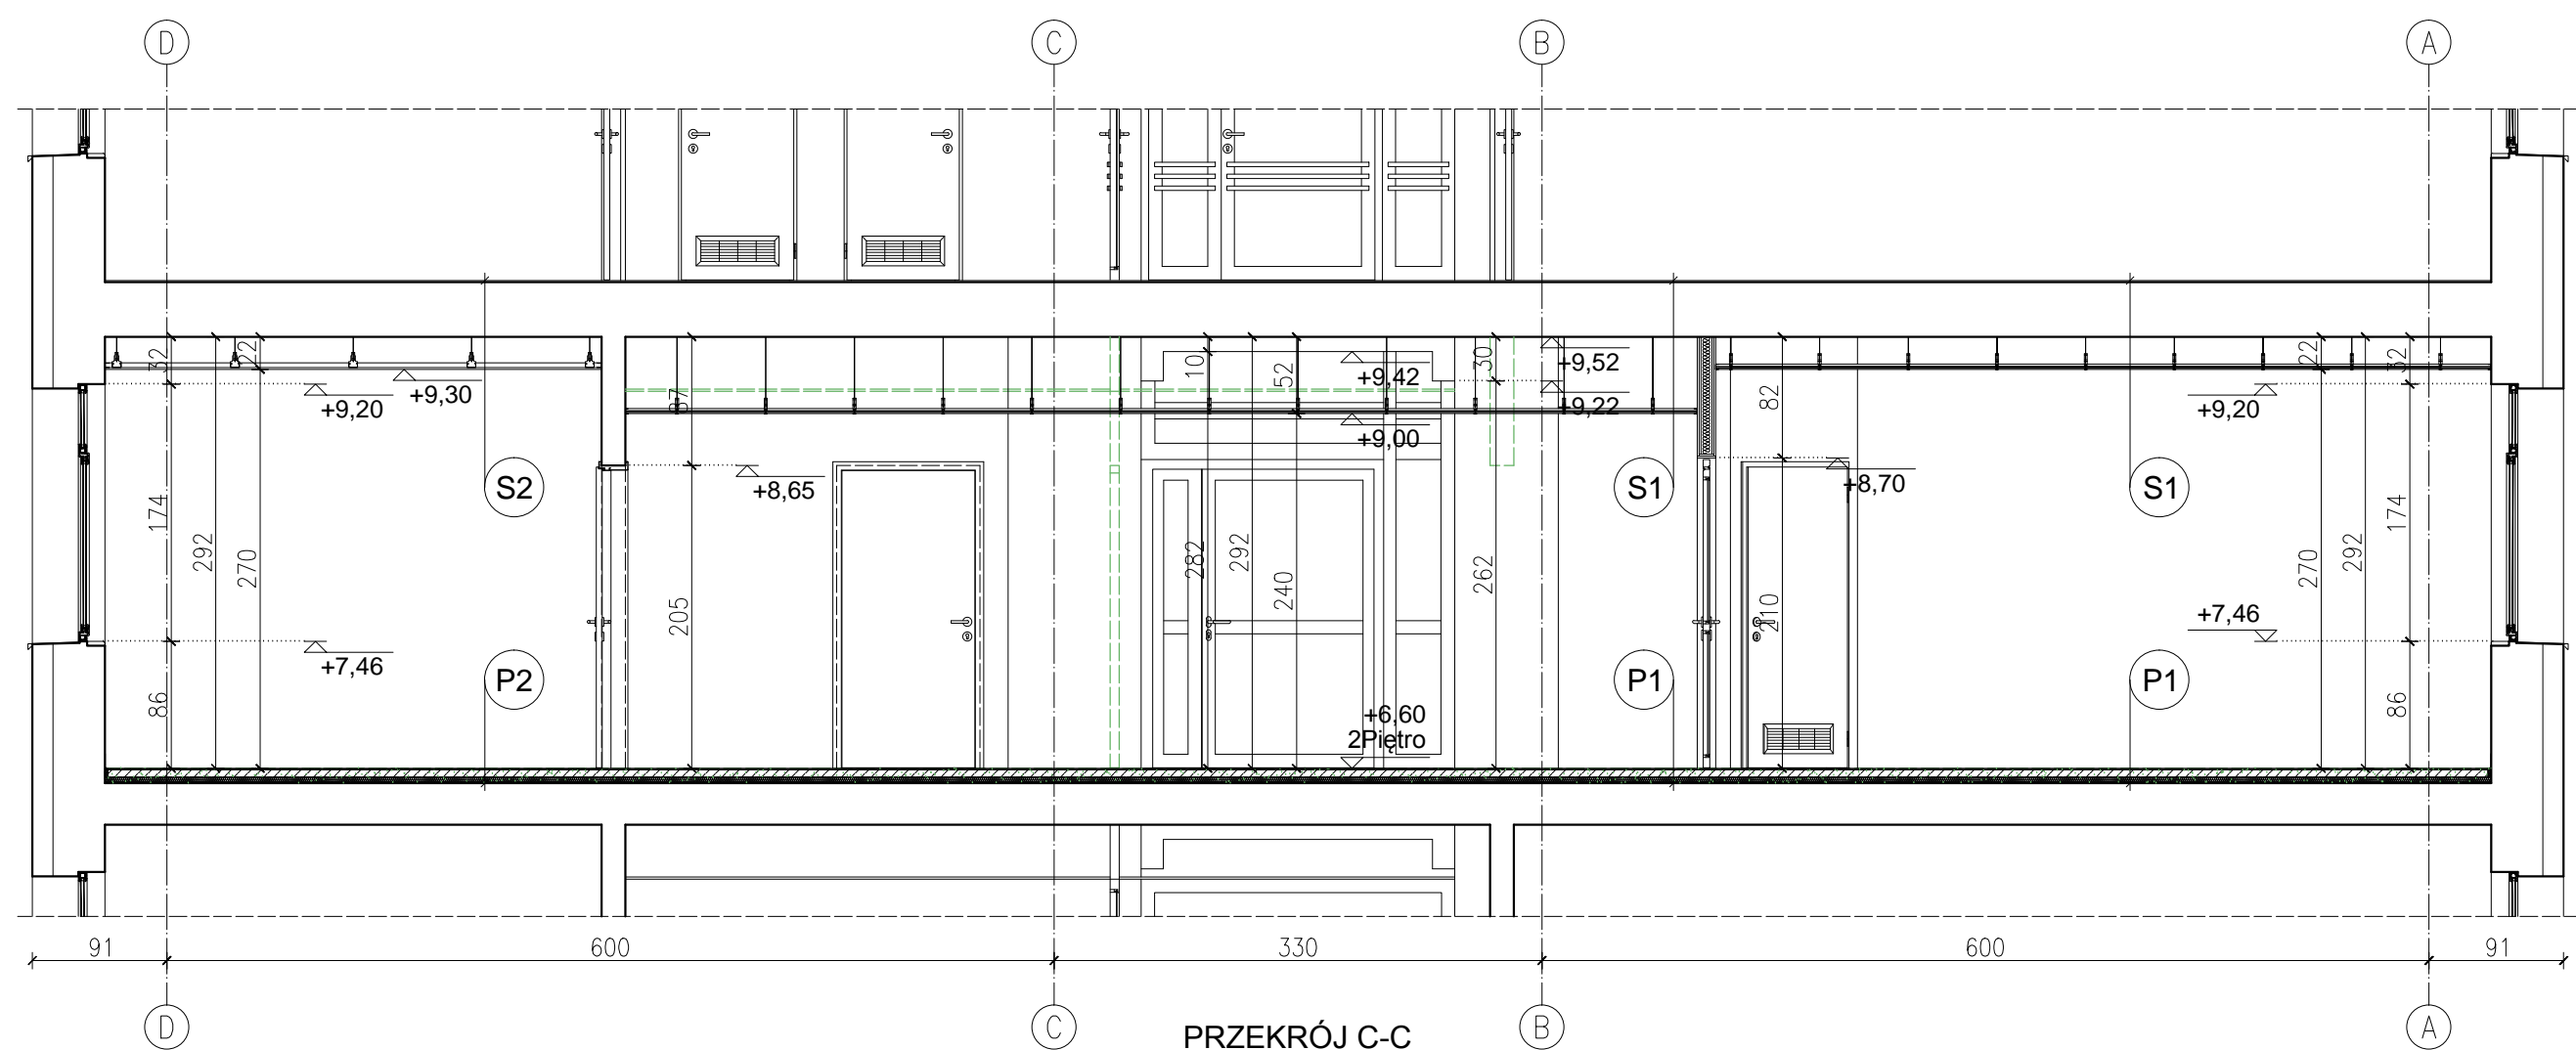 D
C
B
A
32
22
10
52
30
22
32
+9,20
+9,30
87
+9,42
+9,00
+9,52
+9,22
82
+9,20
S2
+8,65
S1
+8,70
S1
174
292
270
205
282
292
240
262
210
270
292
174
+7,46
+7,46
P2
P1
P1
86
+6,60
2Piętro
86
91
600
330
600
91
D
C
B
A
PRZEKRÓJ C-C